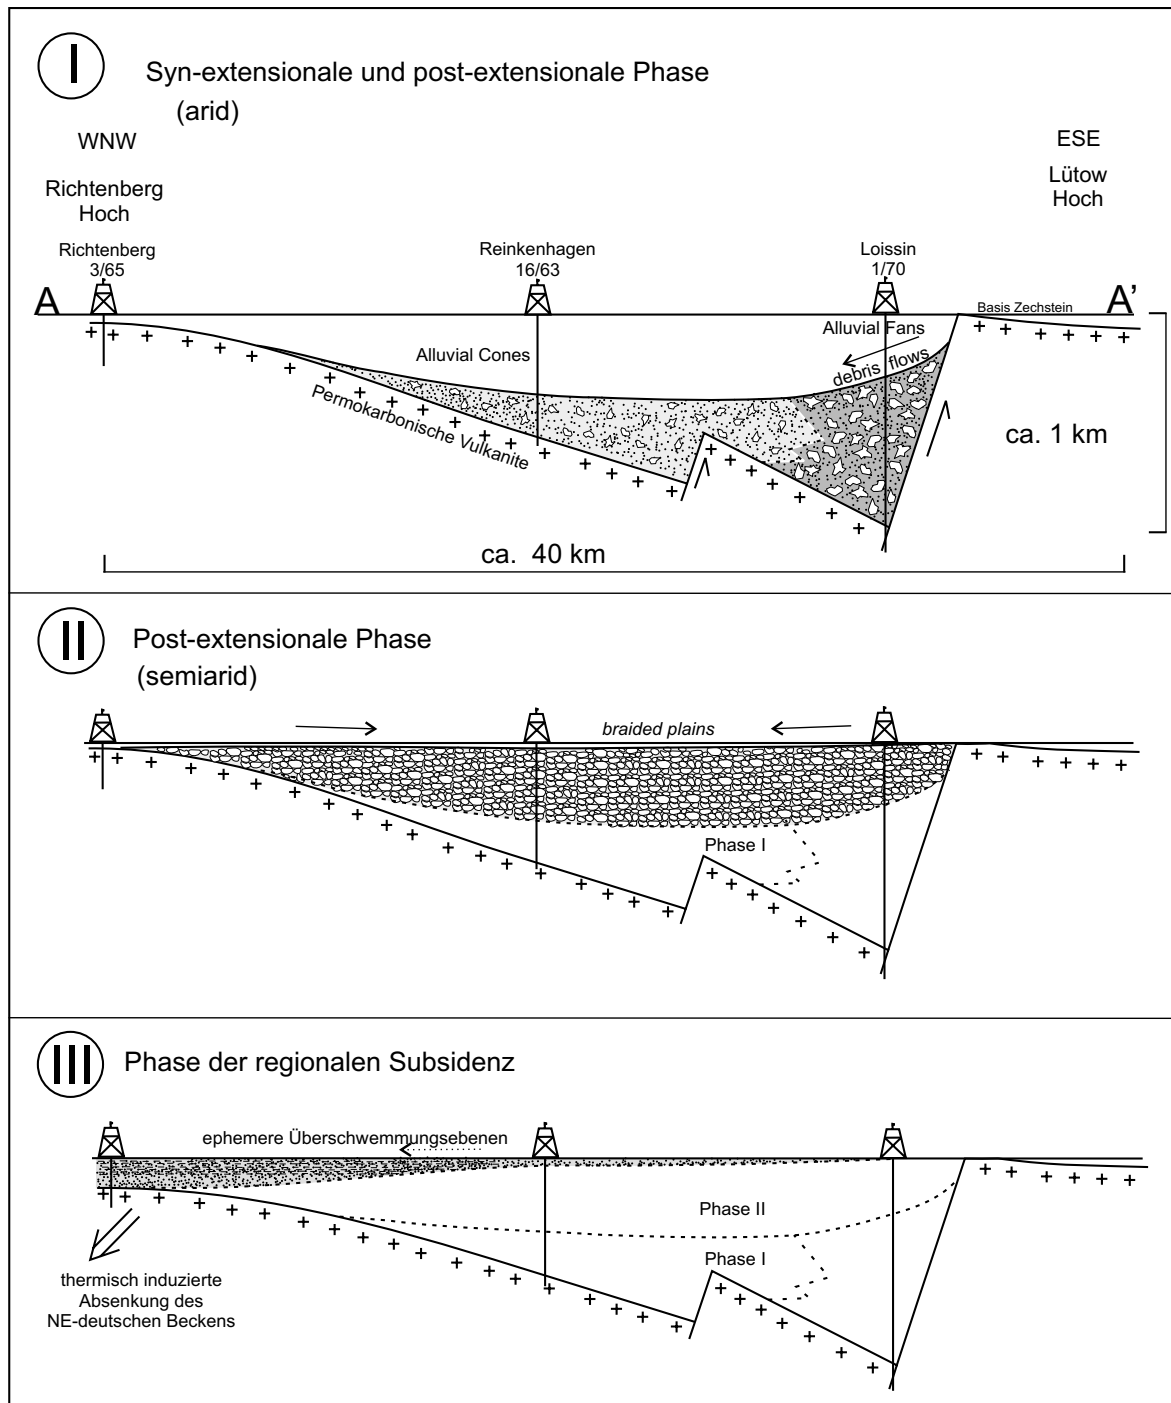 I
Syn-extensionale und post-extensionale Phase
(arid)
WNW
ESE
Richtenberg
Hoch
Lütow
Hoch
Richtenberg
3/65
Reinkenhagen
16/63
Loissin
1/70
A
Basis Zechstein
A’
Alluvial Fans
Alluvial Cones
debris flows
Permokarbonische Vulkanite
ca. 1 km
ca. 40 km
II
Post-extensionale Phase
(semiarid)
braided plains
Phase I
III
Phase der regionalen Subsidenz
ephemere Überschwemmungsebenen
Phase II
Phase I
thermisch induzierte
Absenkung des
NE-deutschen Beckens